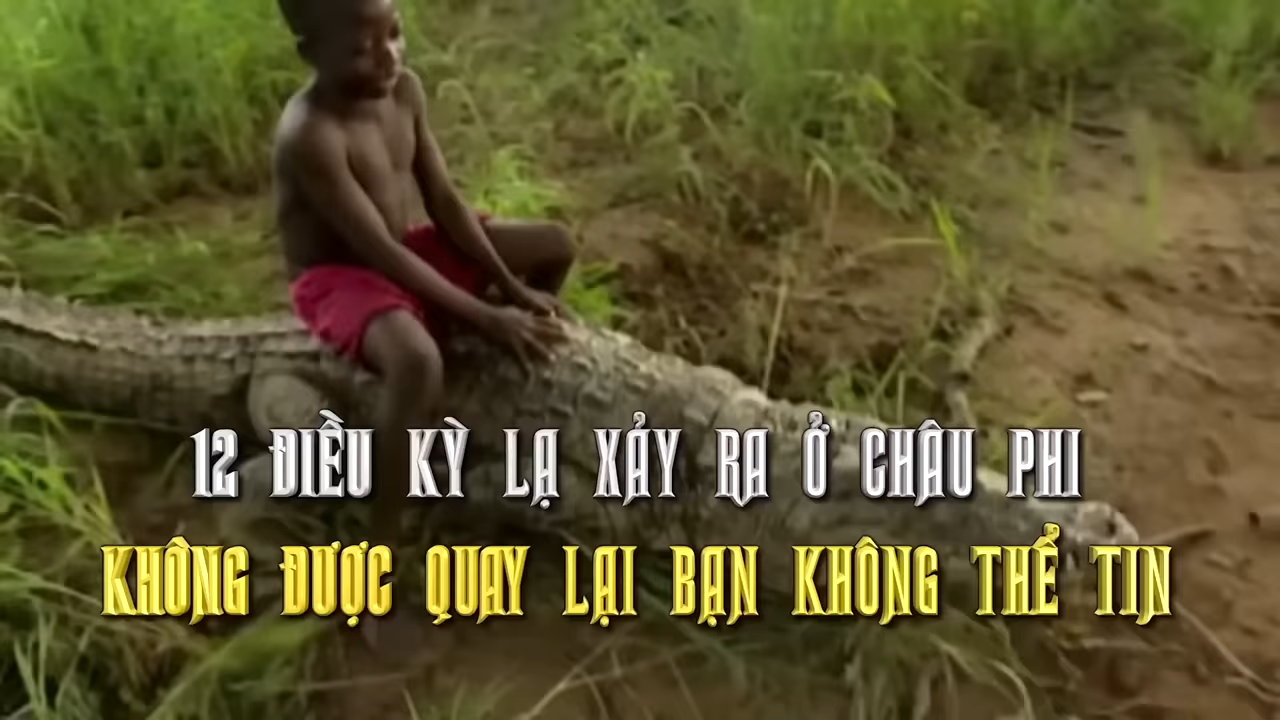 12 ĐIỀU KỲ LẠ XẢY RA Ở CHÂU PHI
KHÔNG ĐƯỢC QUAY LẠI BẠN KHÔNG THỂ TIN